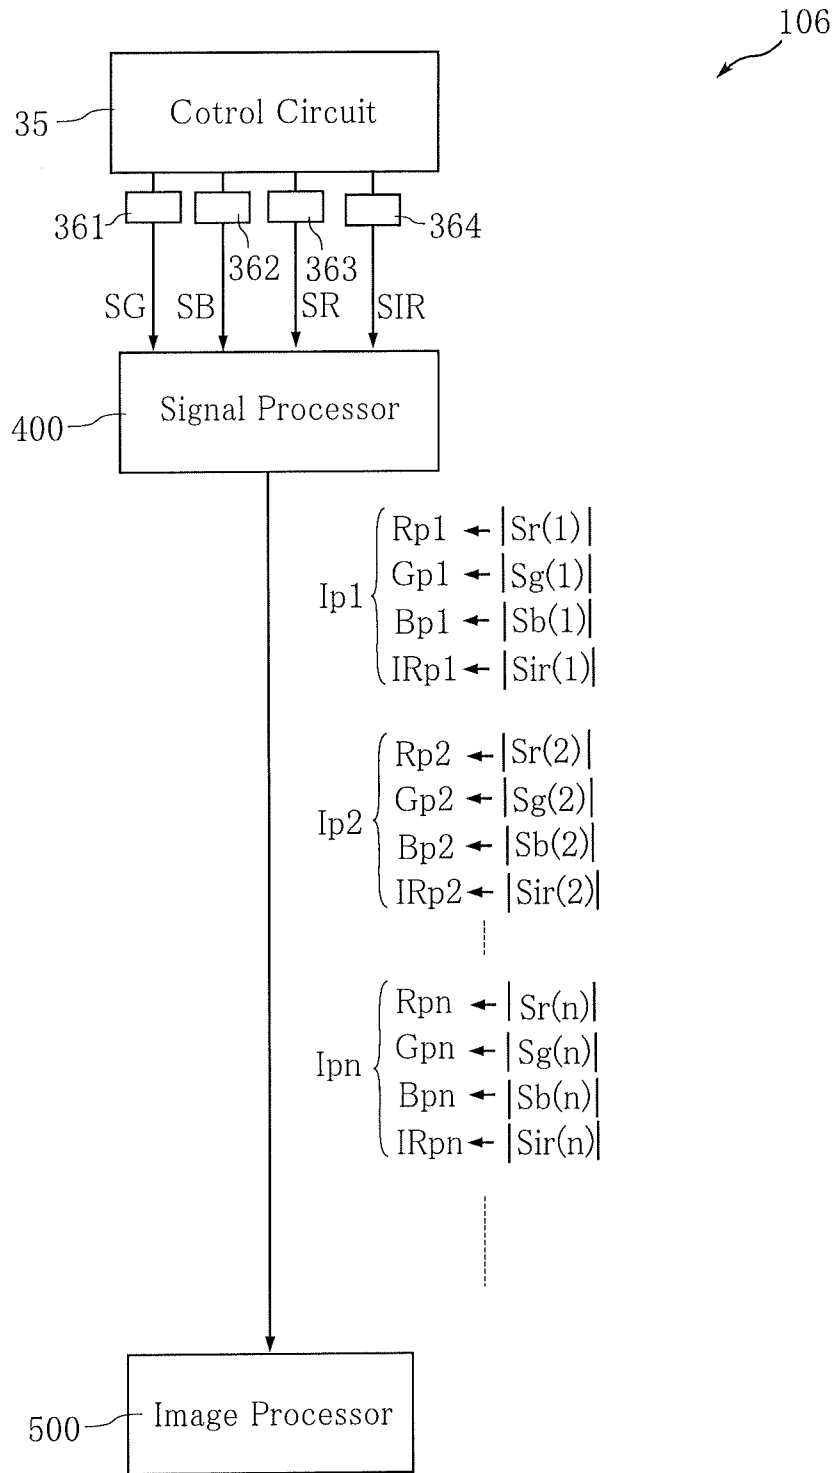 106
Cotrol Circuit
35
361
362
363
364
SG SB SR SIR
Signal Processor
400
Ip1
Rp1 ← |Sr(1)|
Gp1 ← |Sg(1)|
Bp1 ← |Sb(1)|
IRp1 ← |Sir(1)|
Ip2
Rp2 ← |Sr(2)|
Gp2 ← |Sg(2)|
Bp2 ← |Sb(2)|
IRp2 ← |Sir(2)|
Ipn
Rpn ← |Sr(n)|
Gpn ← |Sg(n)|
Bpn ← |Sb(n)|
IRpn ← |Sir(n)|
Image Processor
500